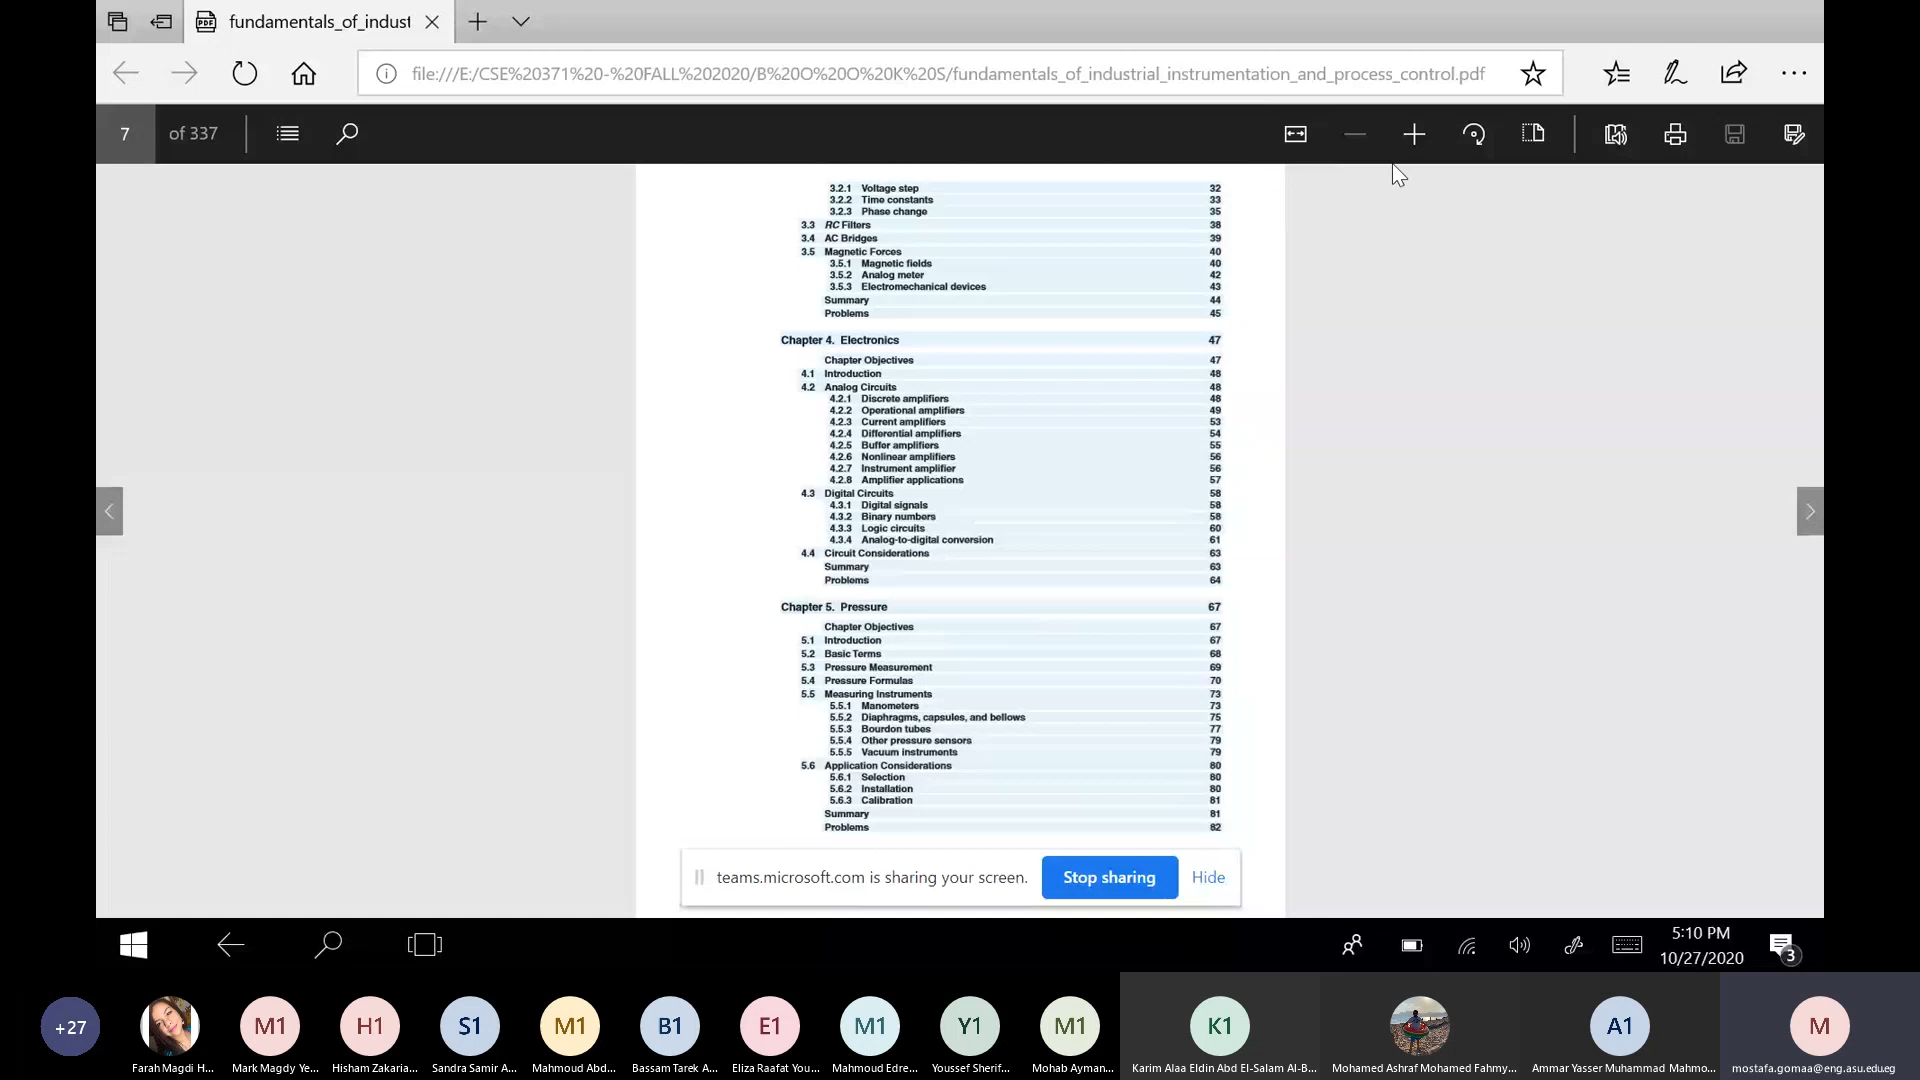 fundamentals_of_indust
file:///E:/CSE%20371%20-%20FALL%202020/B%20O%20O%20K%20S/fundamentals_of_industrial_instrumentation_and_process_control.pdf
7 of 337
3.2.1 Voltage step 32
3.2.2 Time constants 33
3.2.3 Phase change 35
3.3 RC Filters 38
3.4 AC Bridges 39
3.5 Magnetic Forces 40
3.5.1 Magnetic fields 40
3.5.2 Analog meter 42
3.5.3 Electromechanical devices 43
Summary 44
Problems 45
Chapter 4. Electronics 47
Chapter Objectives 47
4.1 Introduction 48
4.2 Analog Circuits 48
4.2.1 Discrete amplifiers 48
4.2.2 Operational amplifiers 49
4.2.3 Current amplifiers 53
4.2.4 Differential amplifiers 54
4.2.5 Buffer amplifiers 55
4.2.6 Nonlinear amplifiers 56
4.2.7 Instrument amplifier 56
4.2.8 Amplifier applications 57
4.3 Digital Circuits 58
4.3.1 Digital signals 58
4.3.2 Binary numbers 58
4.3.3 Logic circuits 60
4.3.4 Analog-to-digital conversion 61
4.4 Circuit Considerations 63
Summary 63
Problems 64
Chapter 5. Pressure 67
Chapter Objectives 67
5.1 Introduction 67
5.2 Basic Terms 68
5.3 Pressure Measurement 69
5.4 Pressure Formulas 70
5.5 Measuring Instruments 73
5.5.1 Manometers 73
5.5.2 Diaphragms, capsules, and bellows 75
5.5.3 Bourdon tubes 77
5.5.4 Other pressure sensors 79
5.5.5 Vacuum instruments 79
5.6 Application Considerations 80
5.6.1 Selection 80
5.6.2 Installation 80
5.6.3 Calibration 81
Summary 81
Problems 82
teams.microsoft.com is sharing your screen. Stop sharing Hide
5:10 PM
10/27/2020
3
+27 M1 H1 S1 M1 B1 E1 M1 Y1 M1 K1 A1 M
Farah Magdi H... Mark Magdy Ye... Hisham Zakaria... Sandra Samir A... Mahmoud Abd... Bassam Tarek A... Eliza Raafat You... Mahmoud Edre... Youssef Sherif... Mohab Ayman... Karim Alaa Eldin Abd El-Salam Al-B... Mohamed Ashraf Mohamed Fahmy... Ammar Yasser Muhammad Mahmo... mostafa.gomaa@eng.asu.edu.eg